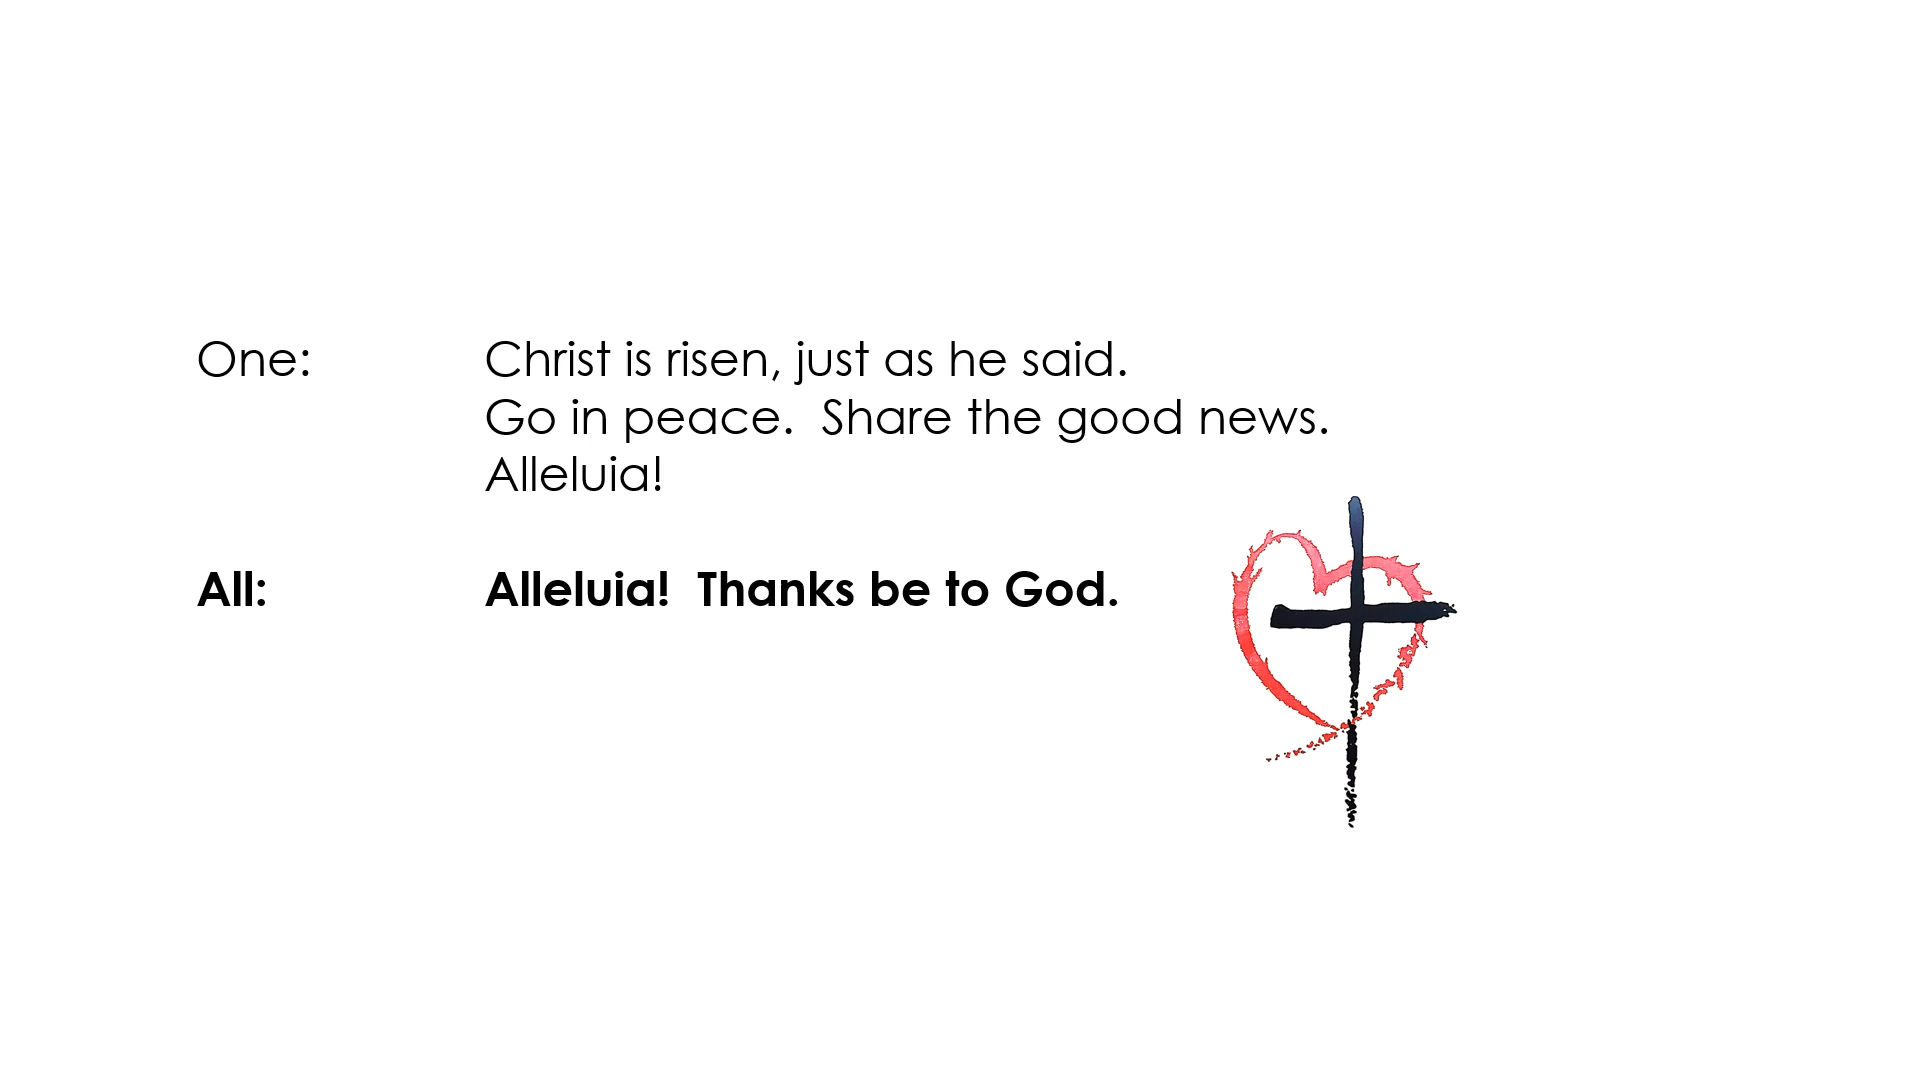 One: Christ is risen, just as he said.
Go in peace.  Share the good news.
Alleluia!
All: Alleluia!  Thanks be to God.